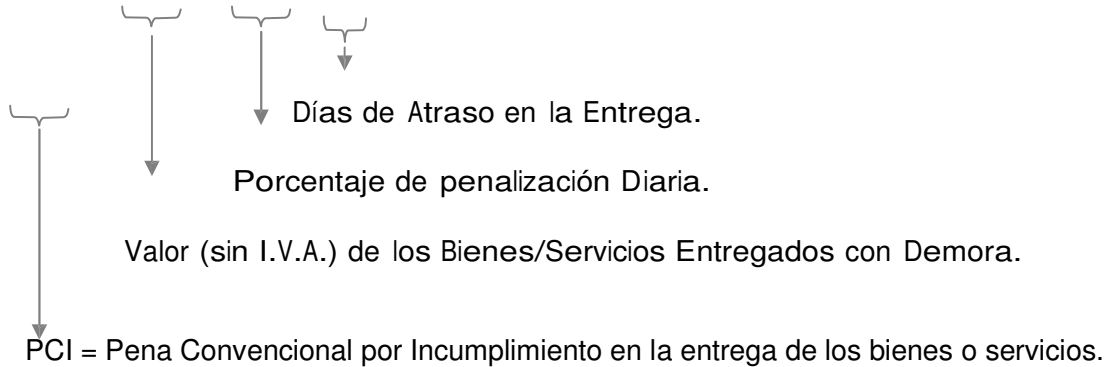 Días de Atraso en la Entrega.
Porcentaje de penalización Diaria.
Valor (sin I.V.A.) de los Bienes/Servicios Entregados con Demora.
PCI = Pena Convencional por Incumplimiento en la entrega de los bienes o servicios.